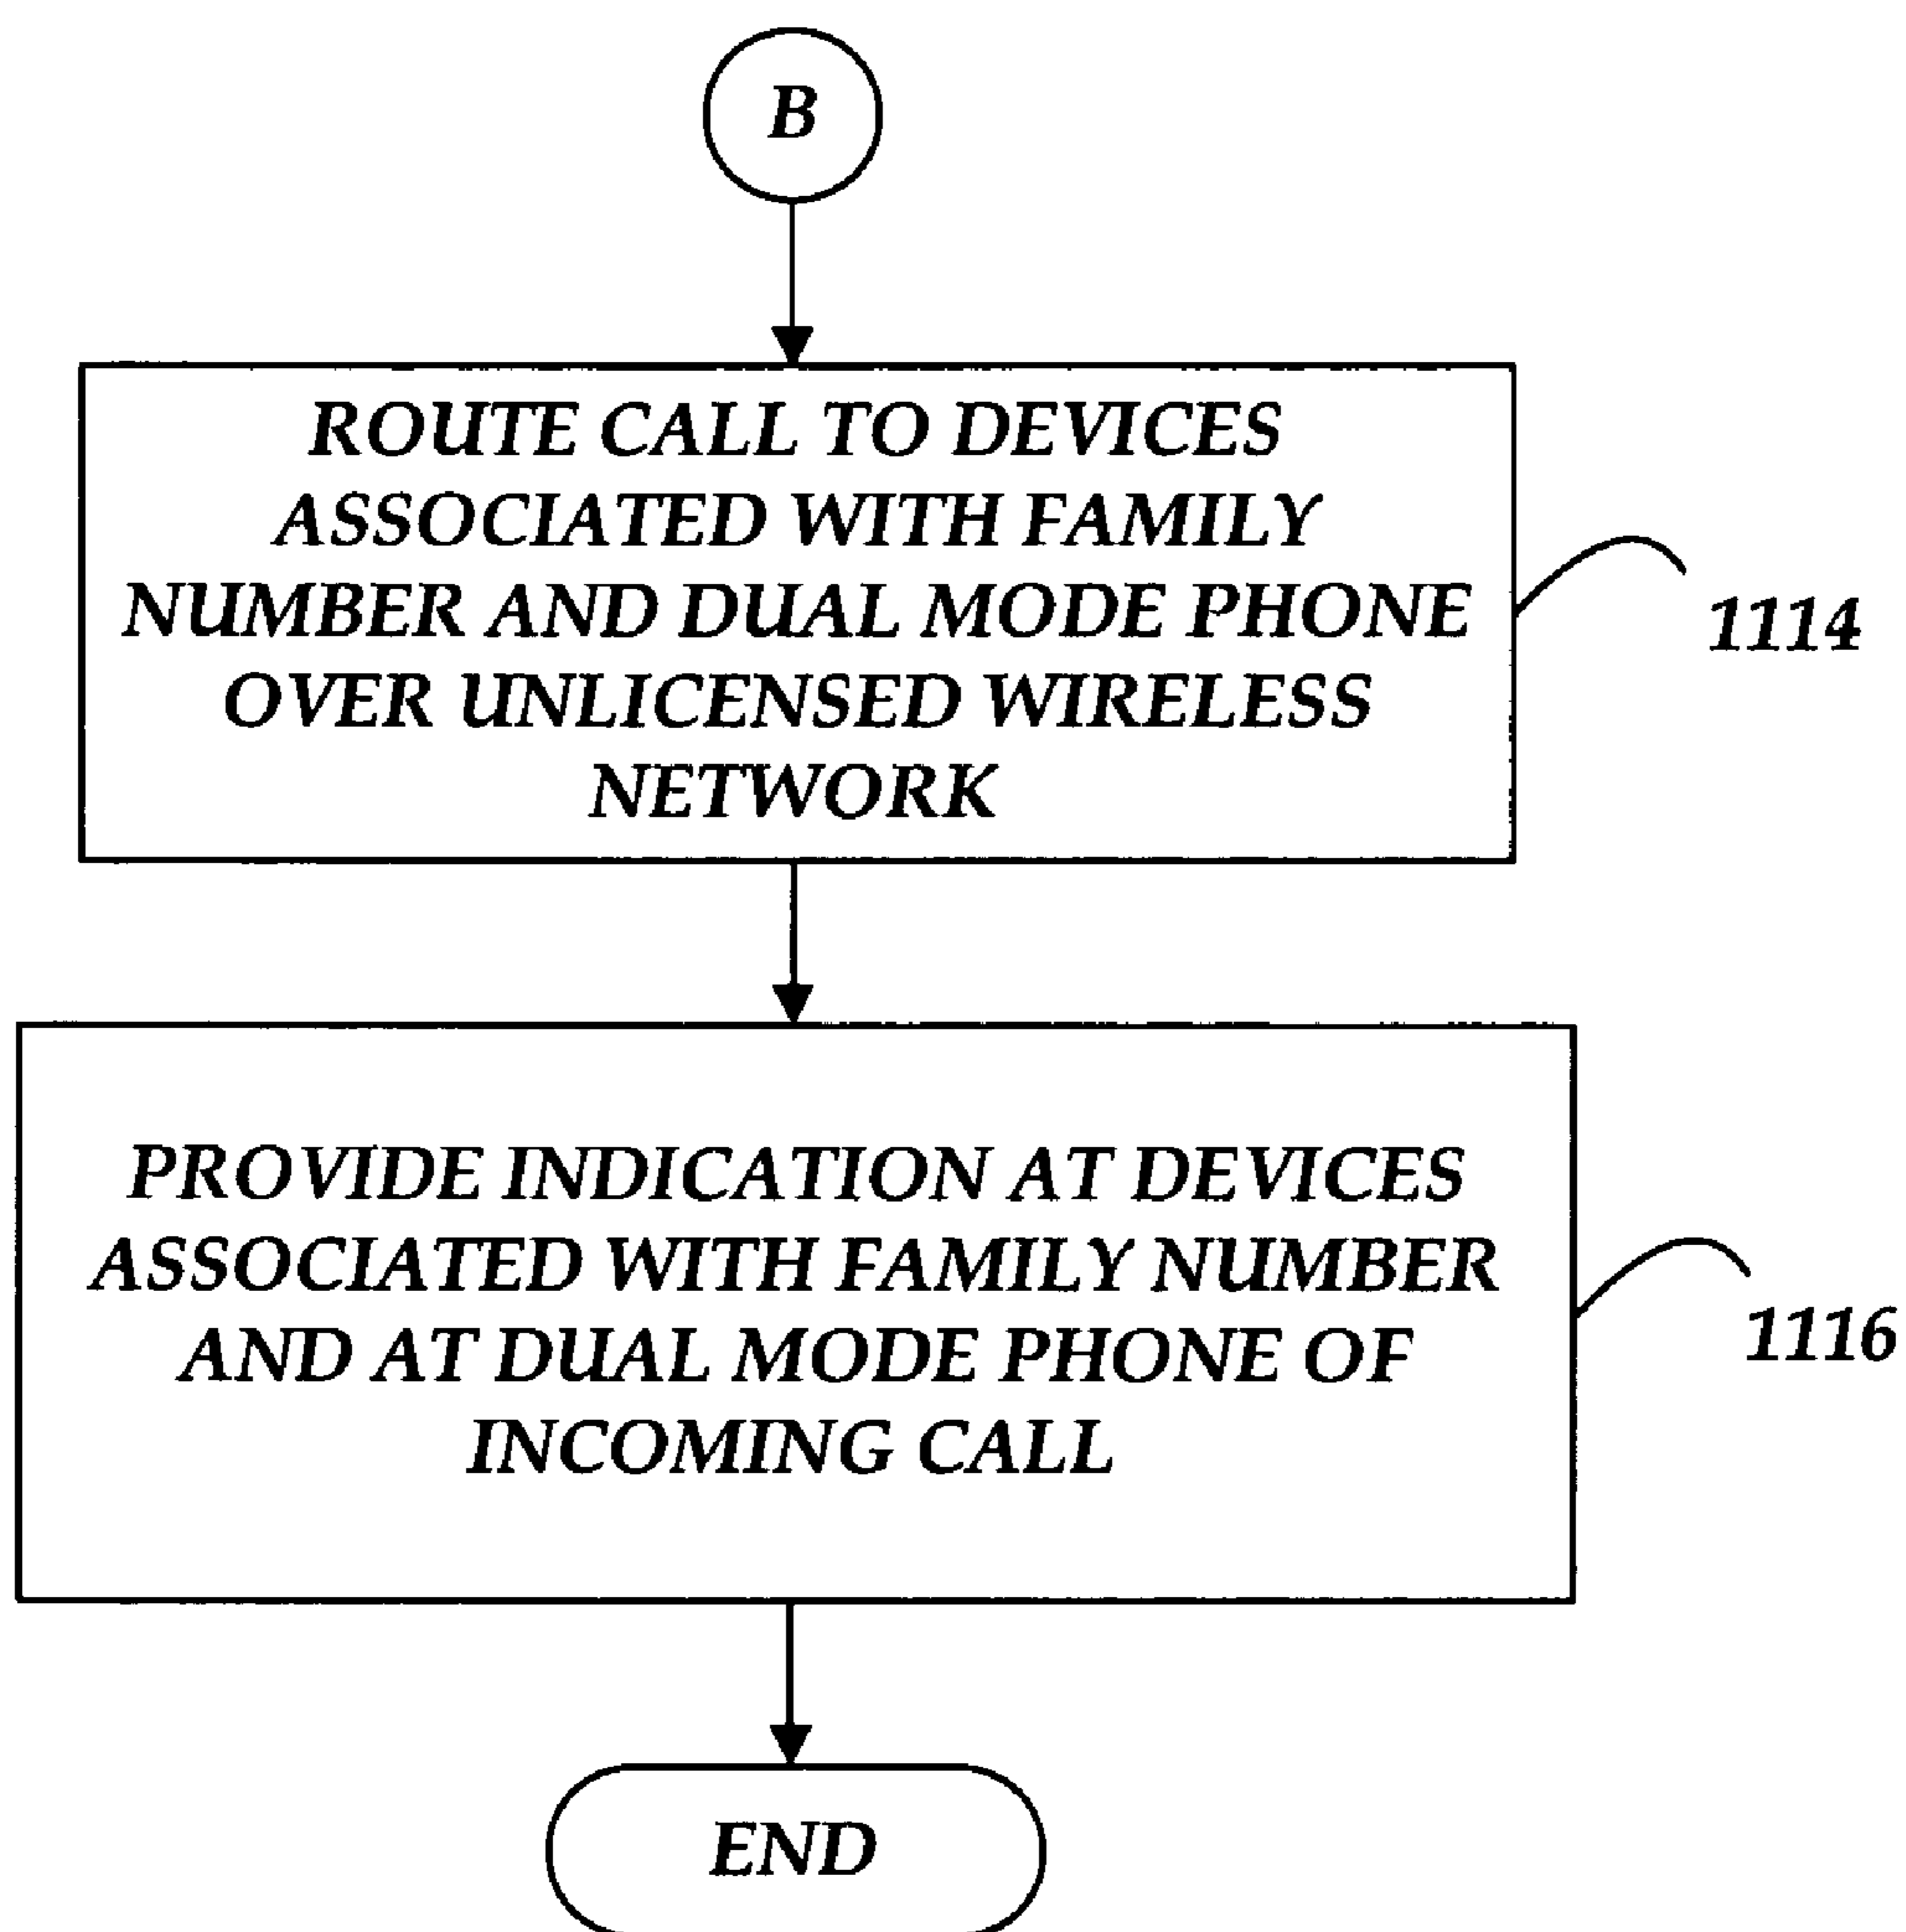 B
ROUTE CALL TO DEVICES
ASSOCIATED WITH FAMILY
NUMBER AND DUAL MODE PHONE
OVER UNLICENSED WIRELESS
NETWORK
1114
PROVIDE INDICATION AT DEVICES
ASSOCIATED WITH FAMILY NUMBER
AND AT DUAL MODE PHONE OF
INCOMING CALL
1116
END